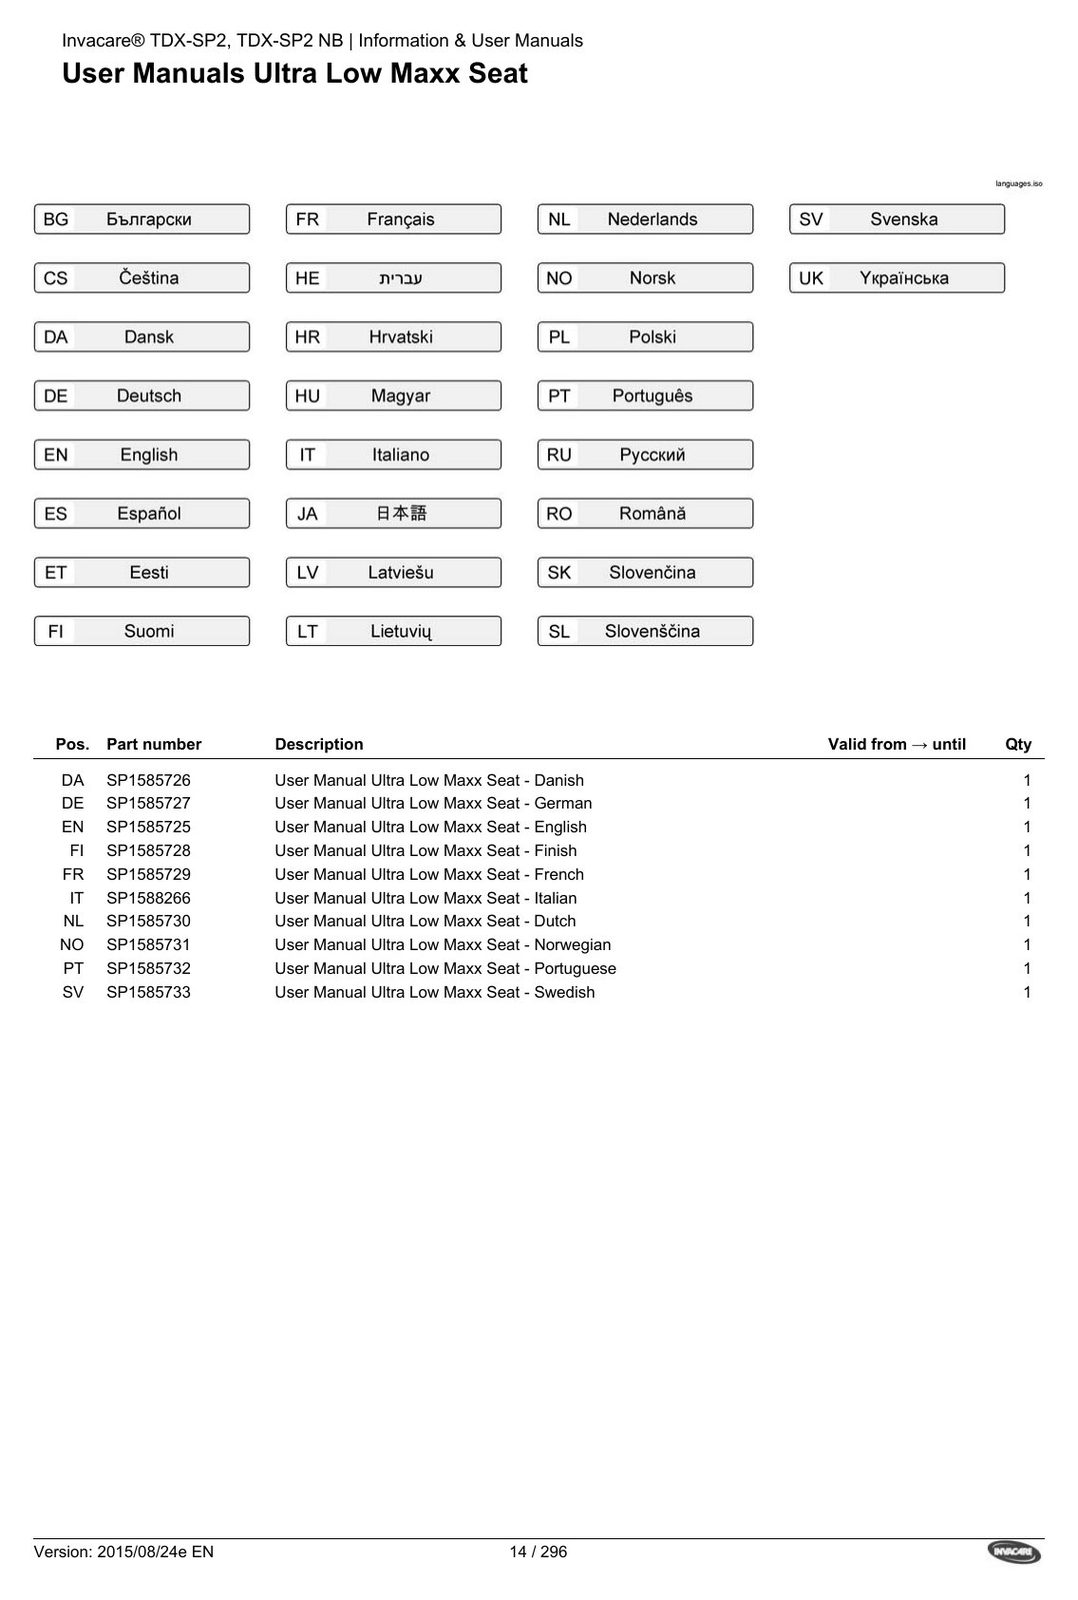 Invacare® TDX-SP2, TDX-SP2 NB | Information & User Manuals
User Manuals Ultra Low Maxx Seat
languages.iso
BG Български FR Français NL Nederlands SV Svenska
CS Čeština HE עברית NO Norsk UK Yкраїнська
DA Dansk HR Hrvatski PL Polski
DE Deutsch HU Magyar PT Português
EN English IT Italiano RU Русский
ES Español JA 日本語 RO Română
ET Eesti LV Latviešu SK Slovenčina
FI Suomi LT Lietuvių SL Slovenščina
Pos. Part number Description Valid from → until Qty
DA SP1585726 User Manual Ultra Low Maxx Seat - Danish 1
DE SP1585727 User Manual Ultra Low Maxx Seat - German 1
EN SP1585725 User Manual Ultra Low Maxx Seat - English 1
FI SP1585728 User Manual Ultra Low Maxx Seat - Finish 1
FR SP1585729 User Manual Ultra Low Maxx Seat - French 1
IT SP1588266 User Manual Ultra Low Maxx Seat - Italian 1
NL SP1585730 User Manual Ultra Low Maxx Seat - Dutch 1
NO SP1585731 User Manual Ultra Low Maxx Seat - Norwegian 1
PT SP1585732 User Manual Ultra Low Maxx Seat - Portuguese 1
SV SP1585733 User Manual Ultra Low Maxx Seat - Swedish 1
Version: 2015/08/24e EN 14 / 296 INVACARE